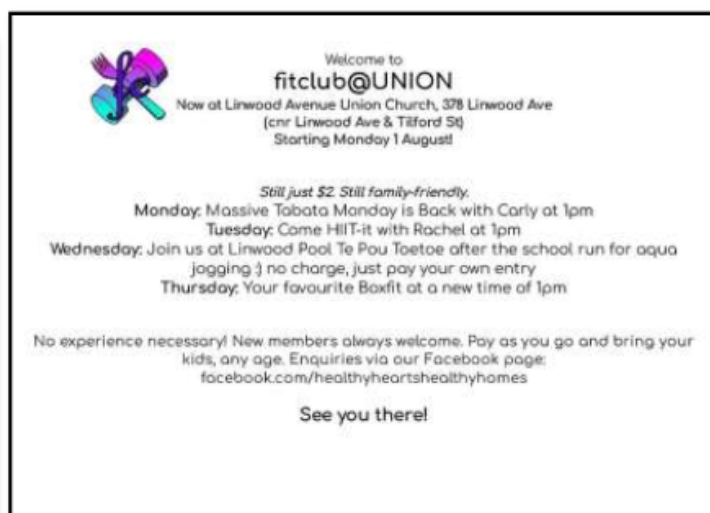 Welcome to
fitclub@UNION
Now at Linwood Avenue Union Church, 378 Linwood Ave
(cnr Linwood Ave & Tilford St)
Starting Monday 1 August!
Still just $2. Still family-friendly.
Monday: Massive Tabata Monday is Back with Carly at 1pm
Tuesday: Come HIIT-it with Rachel at 1pm
Wednesday: Join us at Linwood Pool Te Pou Toetoe after the school run for aqua
jogging :) no charge, just pay your own entry
Thursday: Your favourite Boxfit at a new time of 1pm
No experience necessary! New members always welcome. Pay as you go and bring your
kids, any age. Enquiries via our Facebook page:
facebook.com/healthyheartshealthyhomes
See you there!